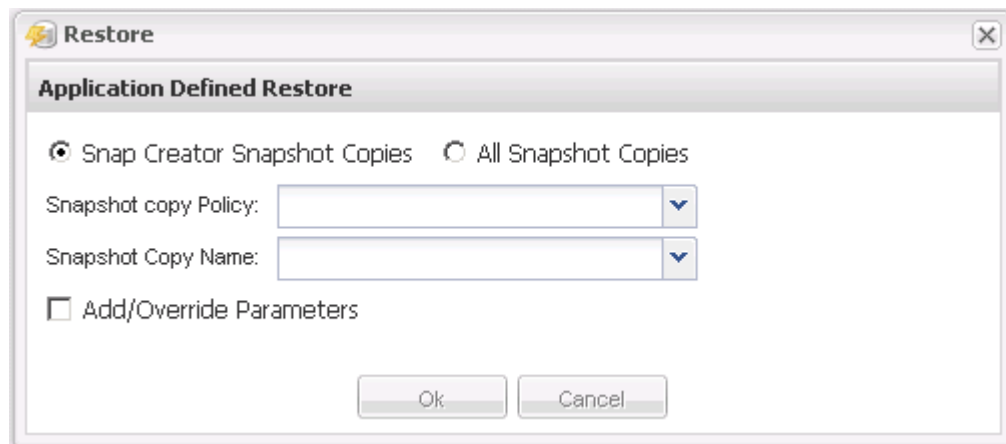 Restore
Application Defined Restore
Snap Creator Snapshot Copies All Snapshot Copies
Snapshot copy Policy:
Snapshot Copy Name:
Add/Override Parameters
Ok Cancel